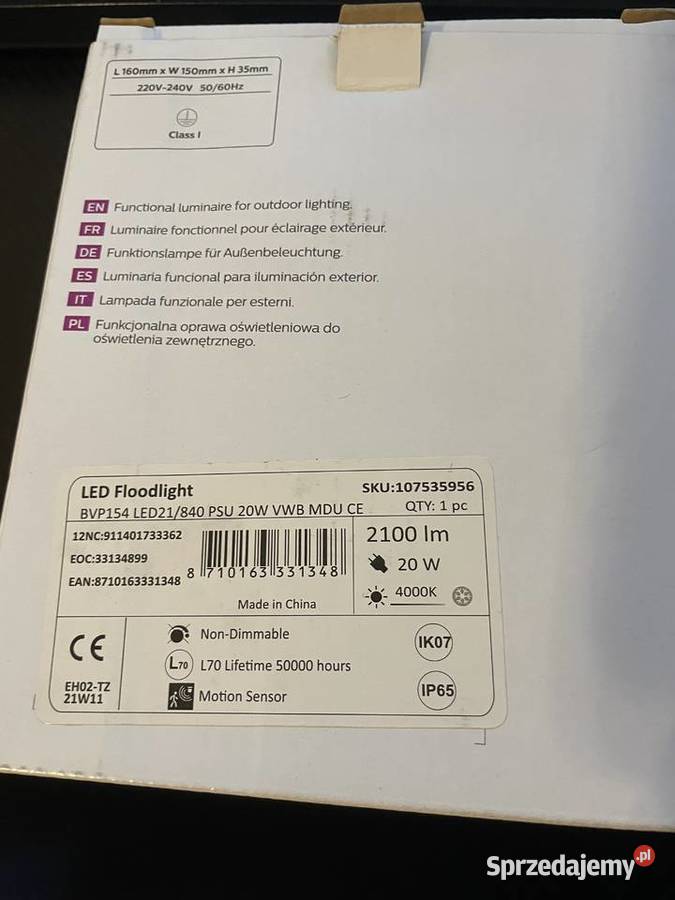 L 160mm x W 150mm x H 35mm
220V-240V 50/60Hz
Class I
EN Functional luminaire for outdoor lighting.
FR Luminaire fonctionnel pour éclairage extérieur.
DE Funktionslampe für Außenbeleuchtung.
ES Luminaria funcional para iluminación exterior.
IT Lampada funzionale per esterni.
PL Funkcjonalna oprawa oświetleniowa do
oświetlenia zewnętrznego.
LED Floodlight SKU:107535956
BVP154 LED21/840 PSU 20W VWB MDU CE QTY: 1 pc
12NC:911401733362
EOC:33134899
EAN:8710163331348
8 710163 331348
Made in China
2100 lm
20 W
4000K
CE
EH02-TZ
21W11
Non-Dimmable
L70 L70 Lifetime 50000 hours
Motion Sensor
IK07
IP65
Sprzedajemy.pl